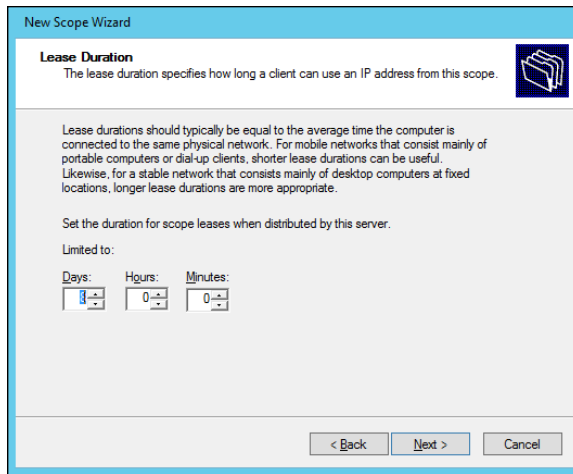 New Scope Wizard
Lease Duration
The lease duration specifies how long a client can use an IP address from this scope.
Lease durations should typically be equal to the average time the computer is
connected to the same physical network. For mobile networks that consist mainly of
portable computers or dial-up clients, shorter lease durations can be useful.
Likewise, for a stable network that consists mainly of desktop computers at fixed
locations, longer lease durations are more appropriate.
Set the duration for scope leases when distributed by this server.
Limited to:
Days: Hours: Minutes:
0 0
< Back Next > Cancel